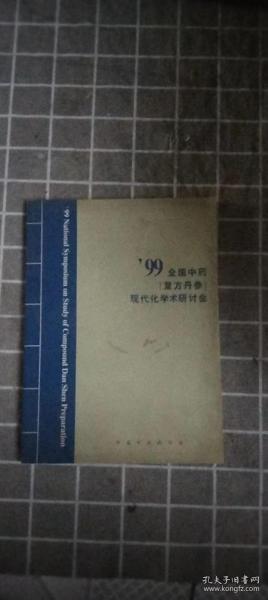 '99 National Symposium on Study of Compound Dan Shen Preparation
'99 全国中药
(复方丹参)
现代化学术研讨会
孔夫子旧书网
www.kongfz.com